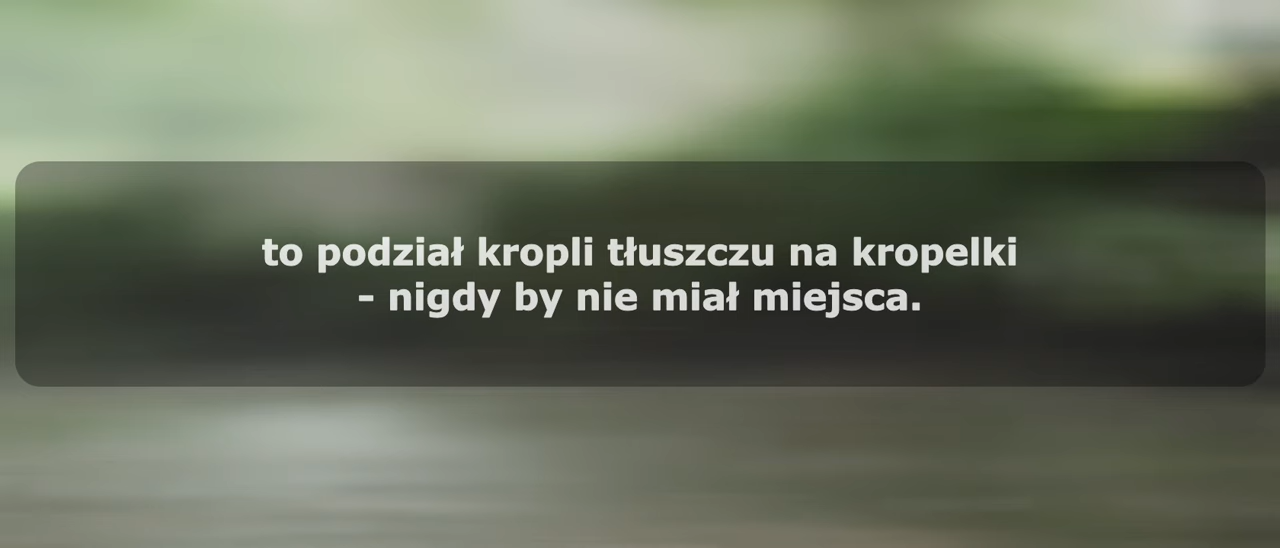 to podział kropli tłuszczu na kropelki
- nigdy by nie miał miejsca.